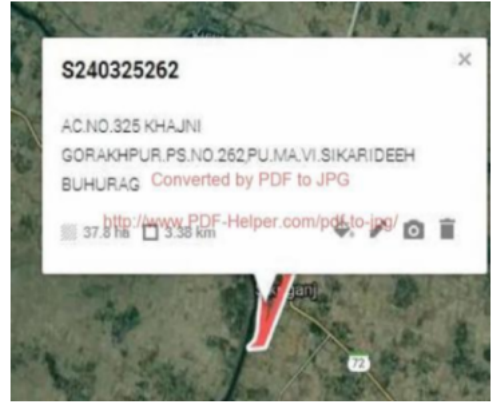 S240325262
AC.NO.325 KHAJNI
GORAKHPUR.PS.NO.262,PU.MA.VI.SIKARIDEEH
BUHURAG
Converted by PDF to JPG
http://www.PDF-Helper.com/pdf-to-jpg/
37.8 ha 3.38 km
72